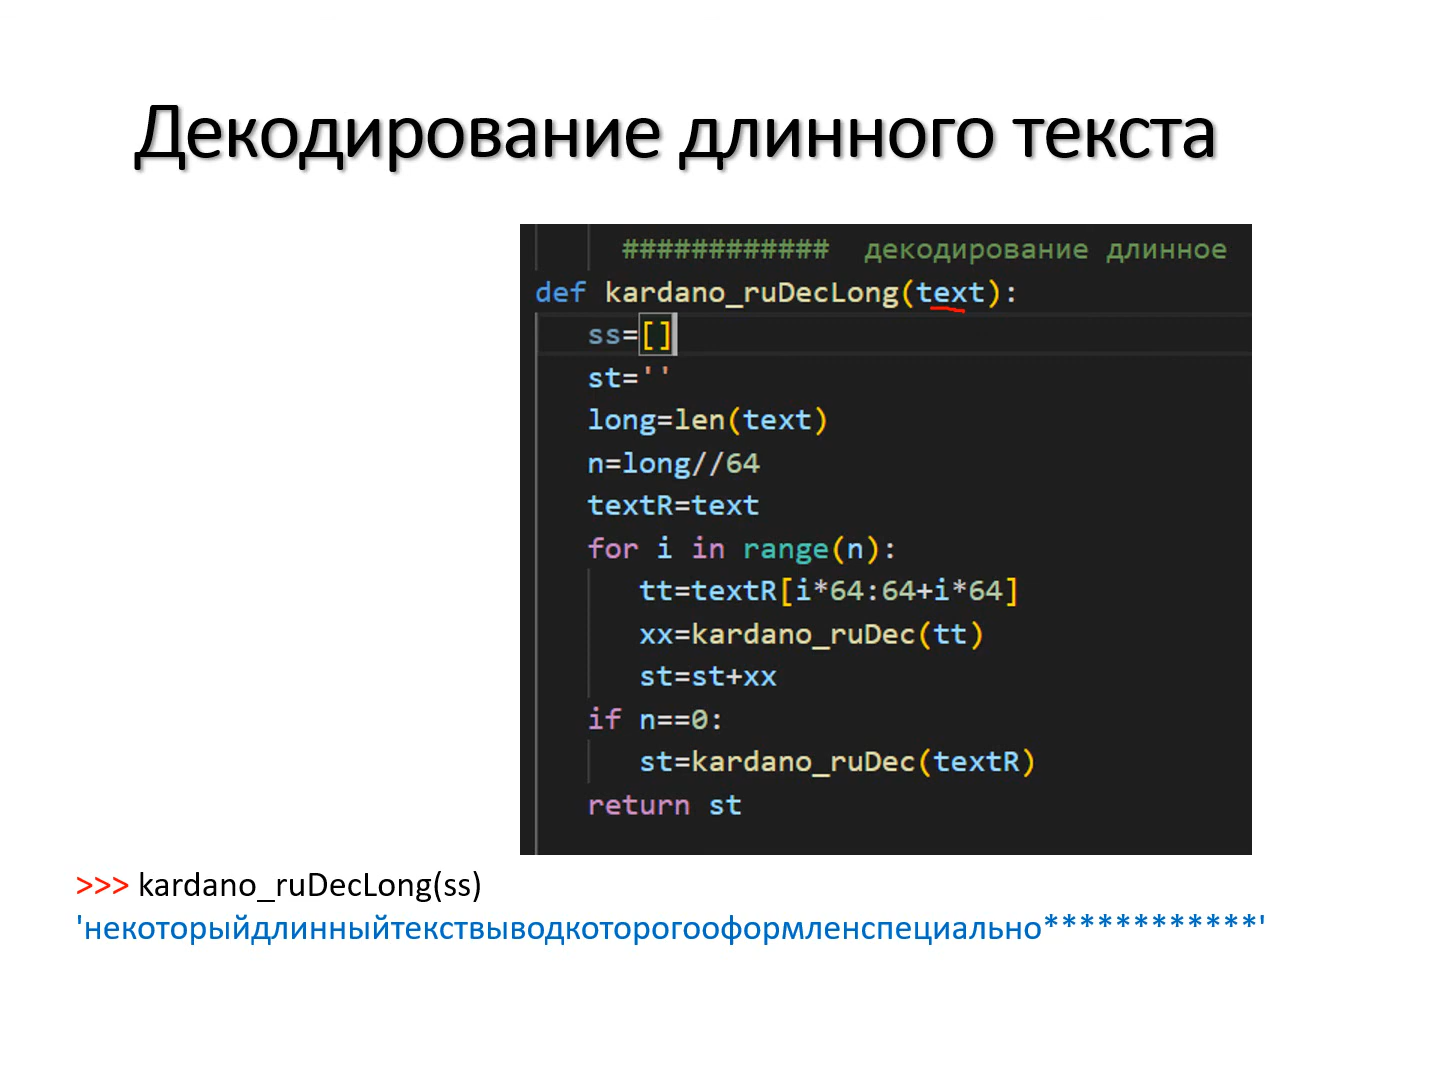 Декодирование длинного текста
############ декодирование длинное
def kardano_ruDecLong(text):
ss=[]
st=''
long=len(text)
n=long//64
textR=text
for i in range(n):
tt=textR[i*64:64+i*64]
xx=kardano_ruDec(tt)
st=st+xx
if n==0:
st=kardano_ruDec(textR)
return st
>>> kardano_ruDecLong(ss)
'некоторыйдлинныйтекствыводкоторогооформленспециально************'